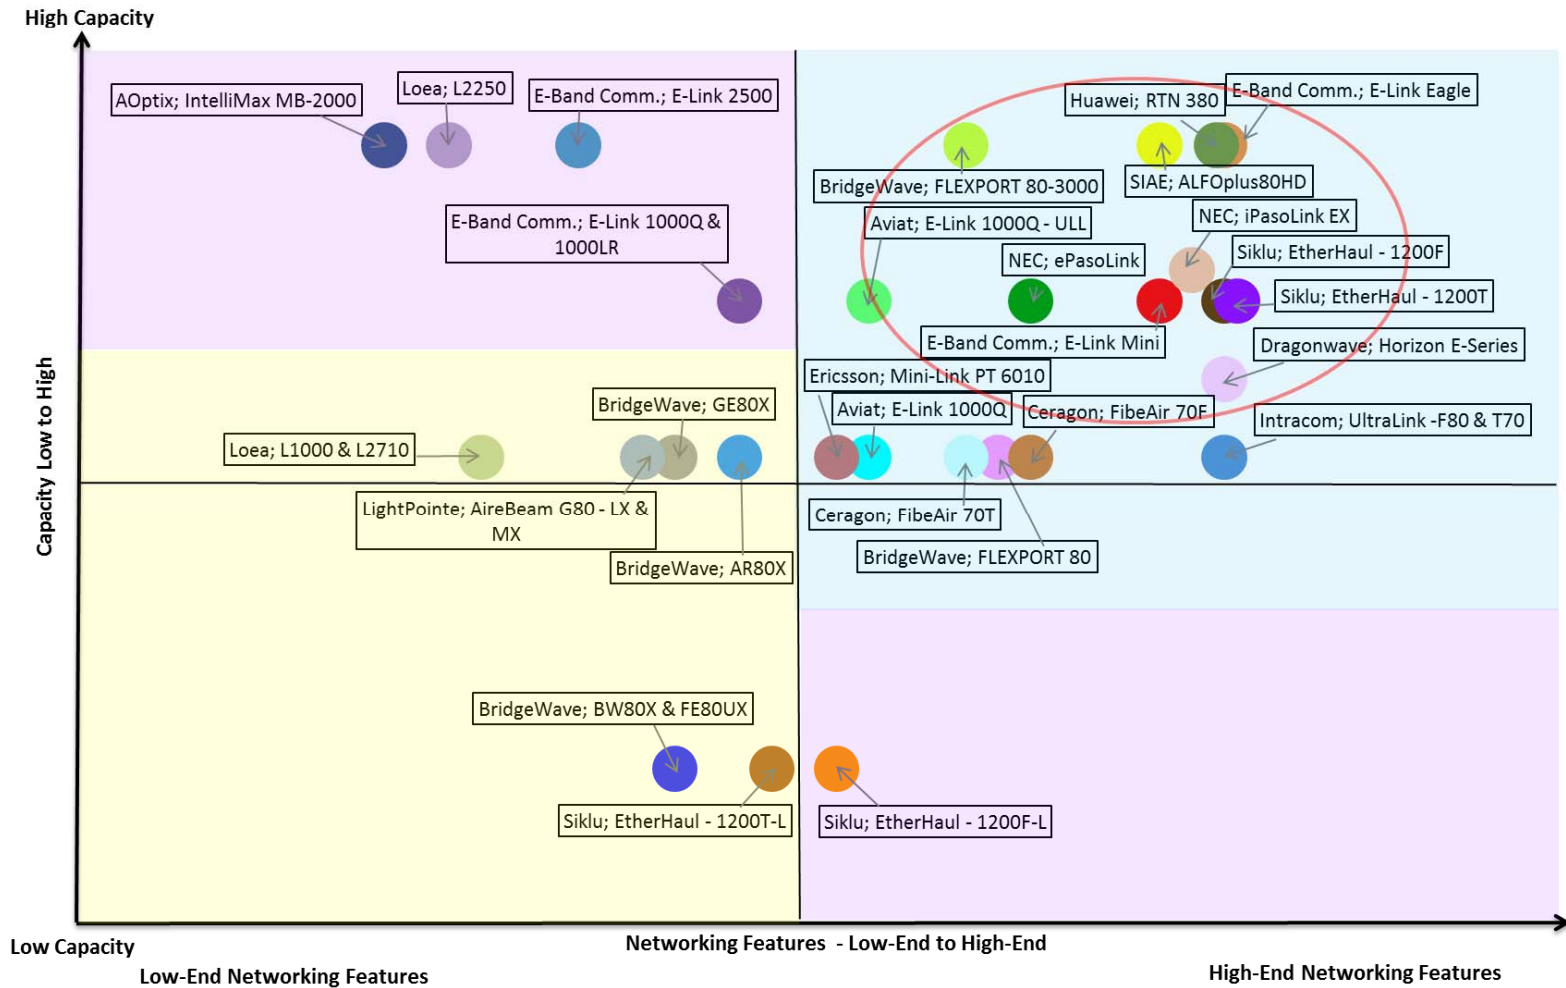 High Capacity
AOptix; IntelliMax MB-2000
Loea; L2250
E-Band Comm.; E-Link 2500
Huawei; RTN 380
E-Band Comm.; E-Link Eagle
BridgeWave; FLEXPORT 80-3000
SIAE; ALFOplus80HD
E-Band Comm.; E-Link 1000Q &
1000LR
Aviat; E-Link 1000Q - ULL
NEC; iPasoLink EX
NEC; ePasoLink
Siklu; EtherHaul - 1200F
Siklu; EtherHaul - 1200T
E-Band Comm.; E-Link Mini
Dragonwave; Horizon E-Series
Ericsson; Mini-Link PT 6010
BridgeWave; GE80X
Aviat; E-Link 1000Q
Ceragon; FibeAir 70F
Intracom; UltraLink -F80 & T70
Loea; L1000 & L2710
LightPointe; AireBeam G80 - LX &
MX
Ceragon; FibeAir 70T
BridgeWave; AR80X
BridgeWave; FLEXPORT 80
BridgeWave; BW80X & FE80UX
Siklu; EtherHaul - 1200T-L
Siklu; EtherHaul - 1200F-L
Capacity Low to High
Low Capacity
Networking Features - Low-End to High-End
Low-End Networking Features
High-End Networking Features